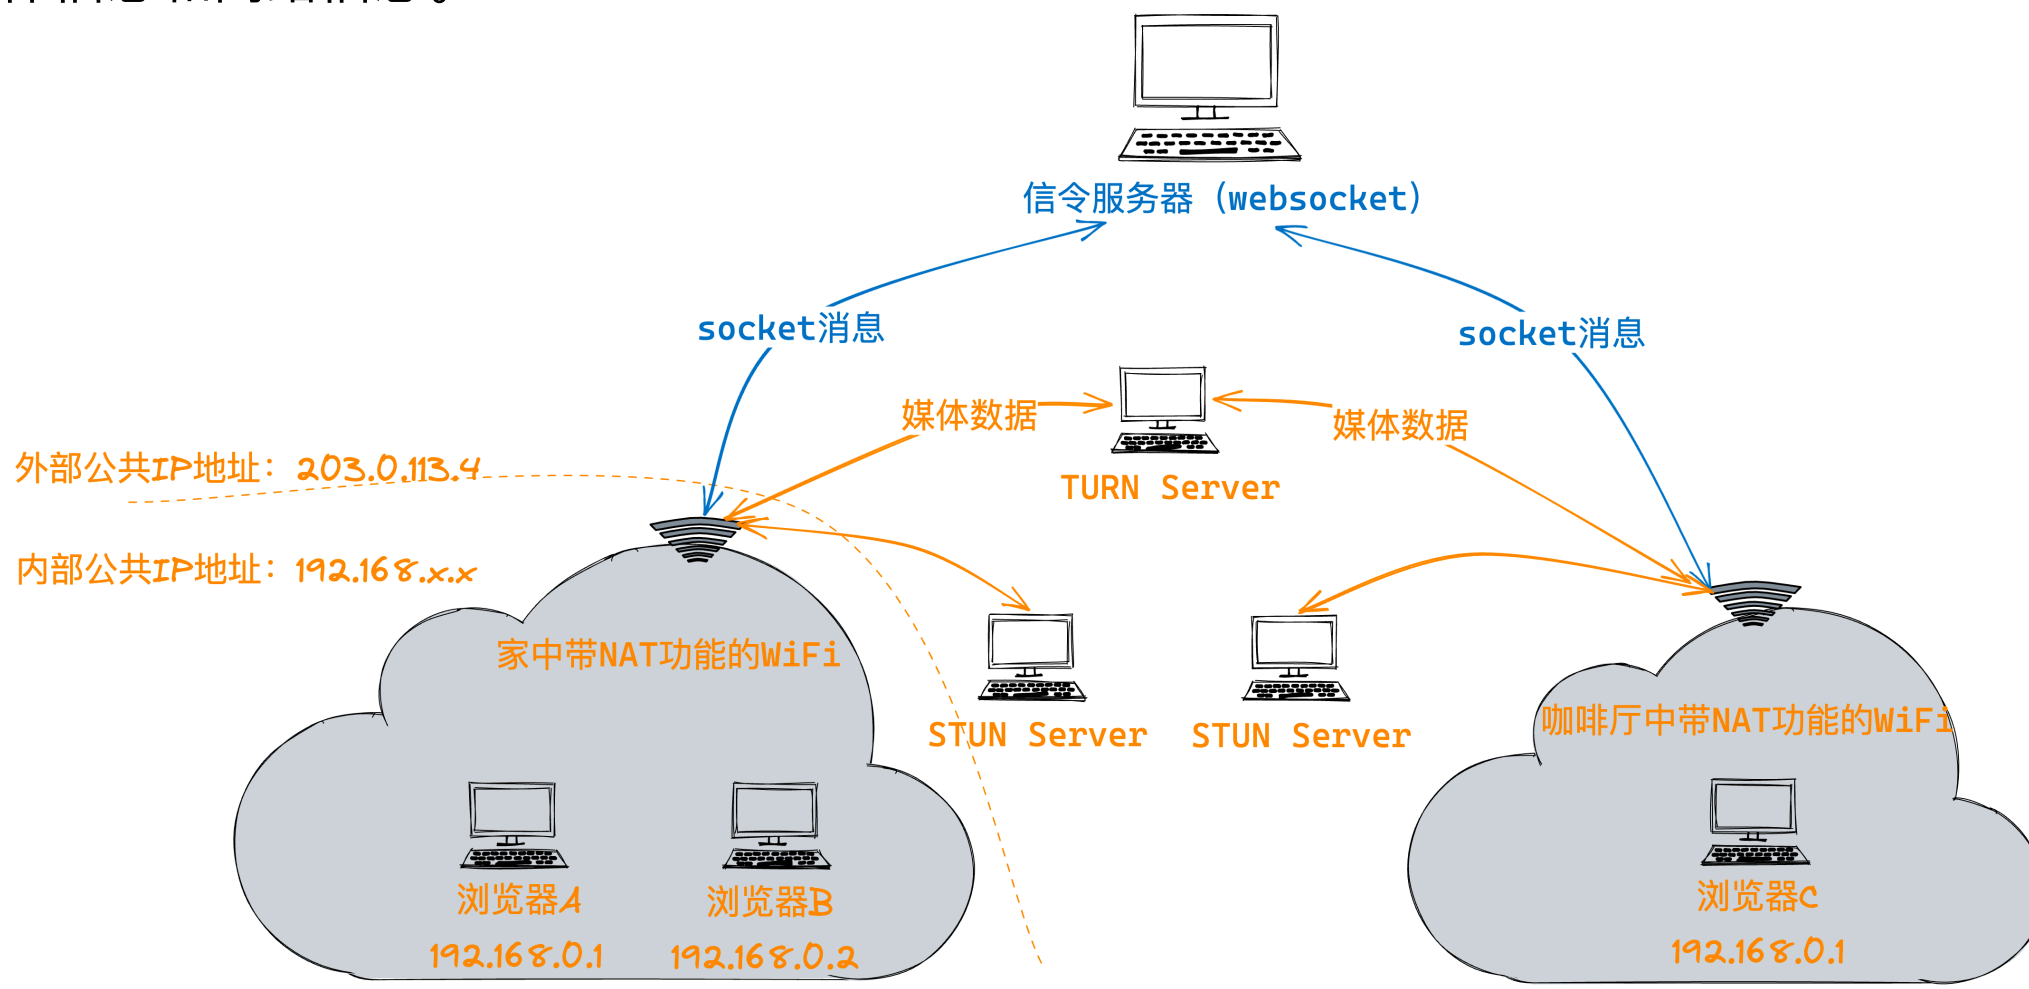 信令服务器（websocket）
socket消息
socket消息
媒体数据
媒体数据
外部公共IP地址：203.0.113.4
TURN Server
内部公共IP地址：192.168.x.x
家中带NAT功能的WiFi
STUN Server
STUN Server
咖啡厅中带NAT功能的WiFi
浏览器A
浏览器B
浏览器C
192.168.0.1
192.168.0.2
192.168.0.1